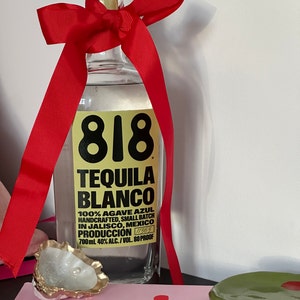 818
TEQUILA
BLANCO
100% AGAVE AZUL
HANDCRAFTED, SMALL BATCH
IN JALISCO, MEXICO
PRODUCCION
700mL 40% ALC. / VOL. 80 PROOF